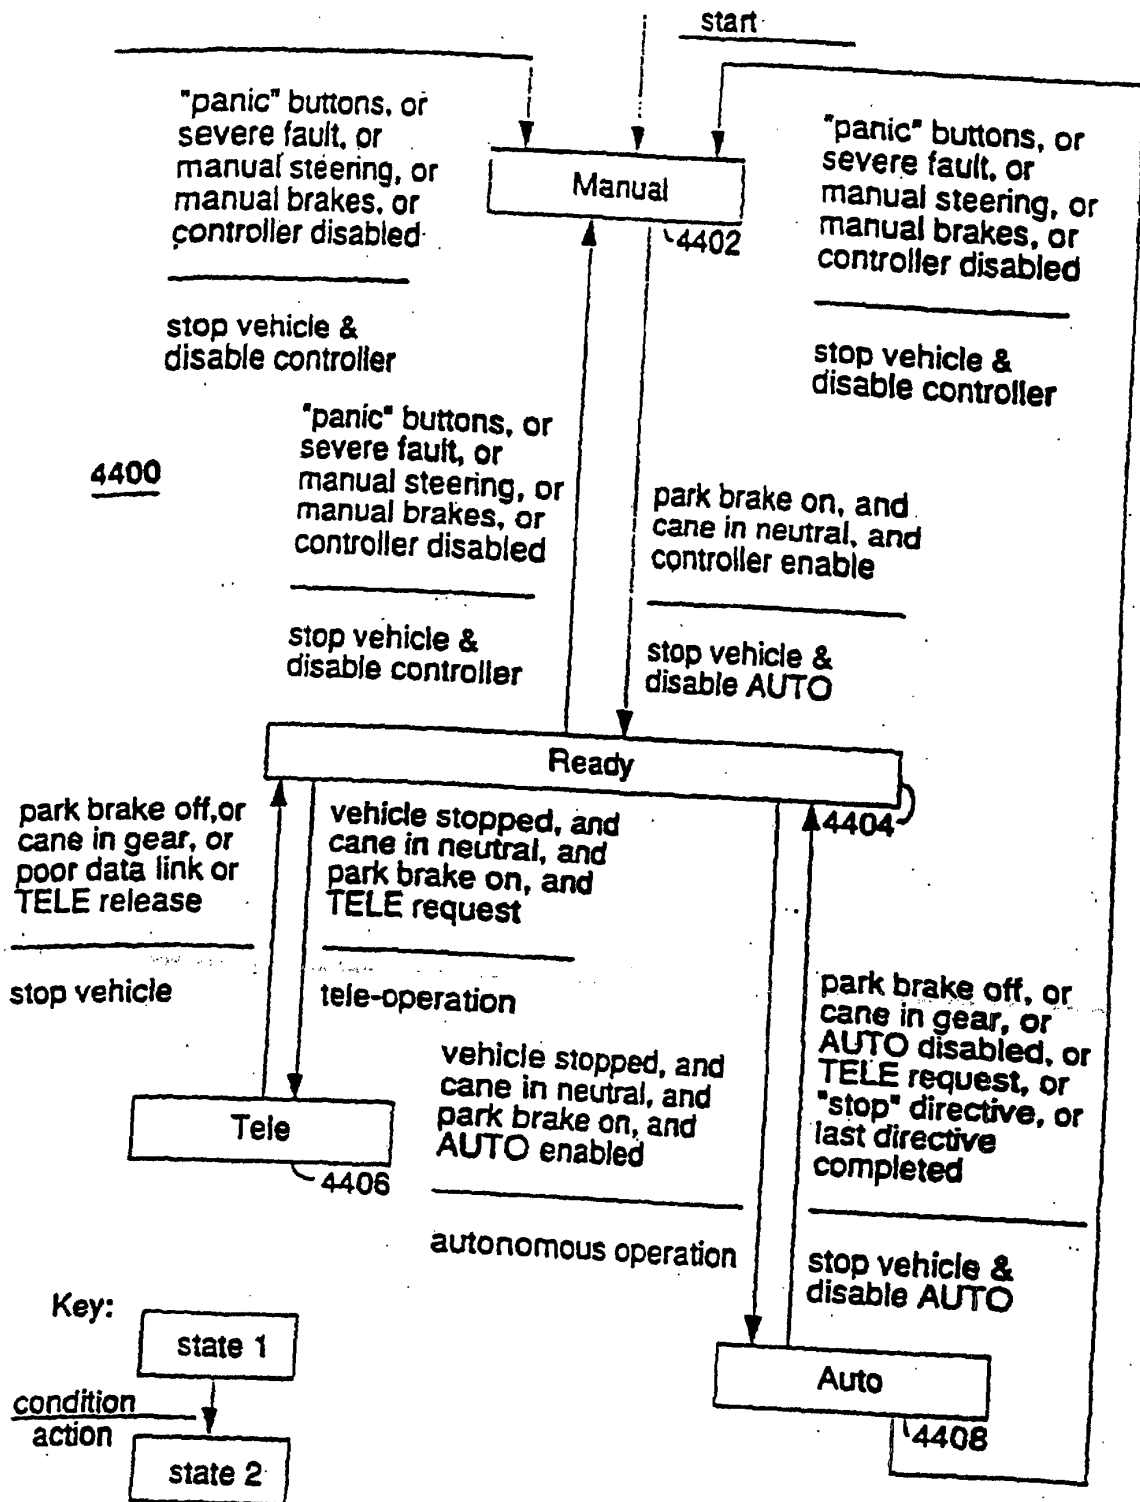 start
"panic" buttons, or
severe fault, or
manual steering, or
manual brakes, or
controller disabled
stop vehicle &
disable controller
Manual
4402
"panic" buttons, or
severe fault, or
manual steering, or
manual brakes, or
controller disabled
stop vehicle &
disable controller
4400
"panic" buttons, or
severe fault, or
manual steering, or
manual brakes, or
controller disabled
stop vehicle &
disable controller
park brake on, and
cane in neutral, and
controller enable
stop vehicle &
disable AUTO
Ready
4404
park brake off,or
cane in gear, or
poor data link or
TELE release
stop vehicle
vehicle stopped, and
cane in neutral, and
park brake on, and
TELE request
tele-operation
Tele
4406
vehicle stopped, and
cane in neutral, and
park brake on, and
AUTO enabled
autonomous operation
park brake off, or
cane in gear, or
AUTO disabled, or
TELE request, or
"stop" directive, or
last directive
completed
stop vehicle &
disable AUTO
Auto
4408
Key:
state 1
condition
action
state 2